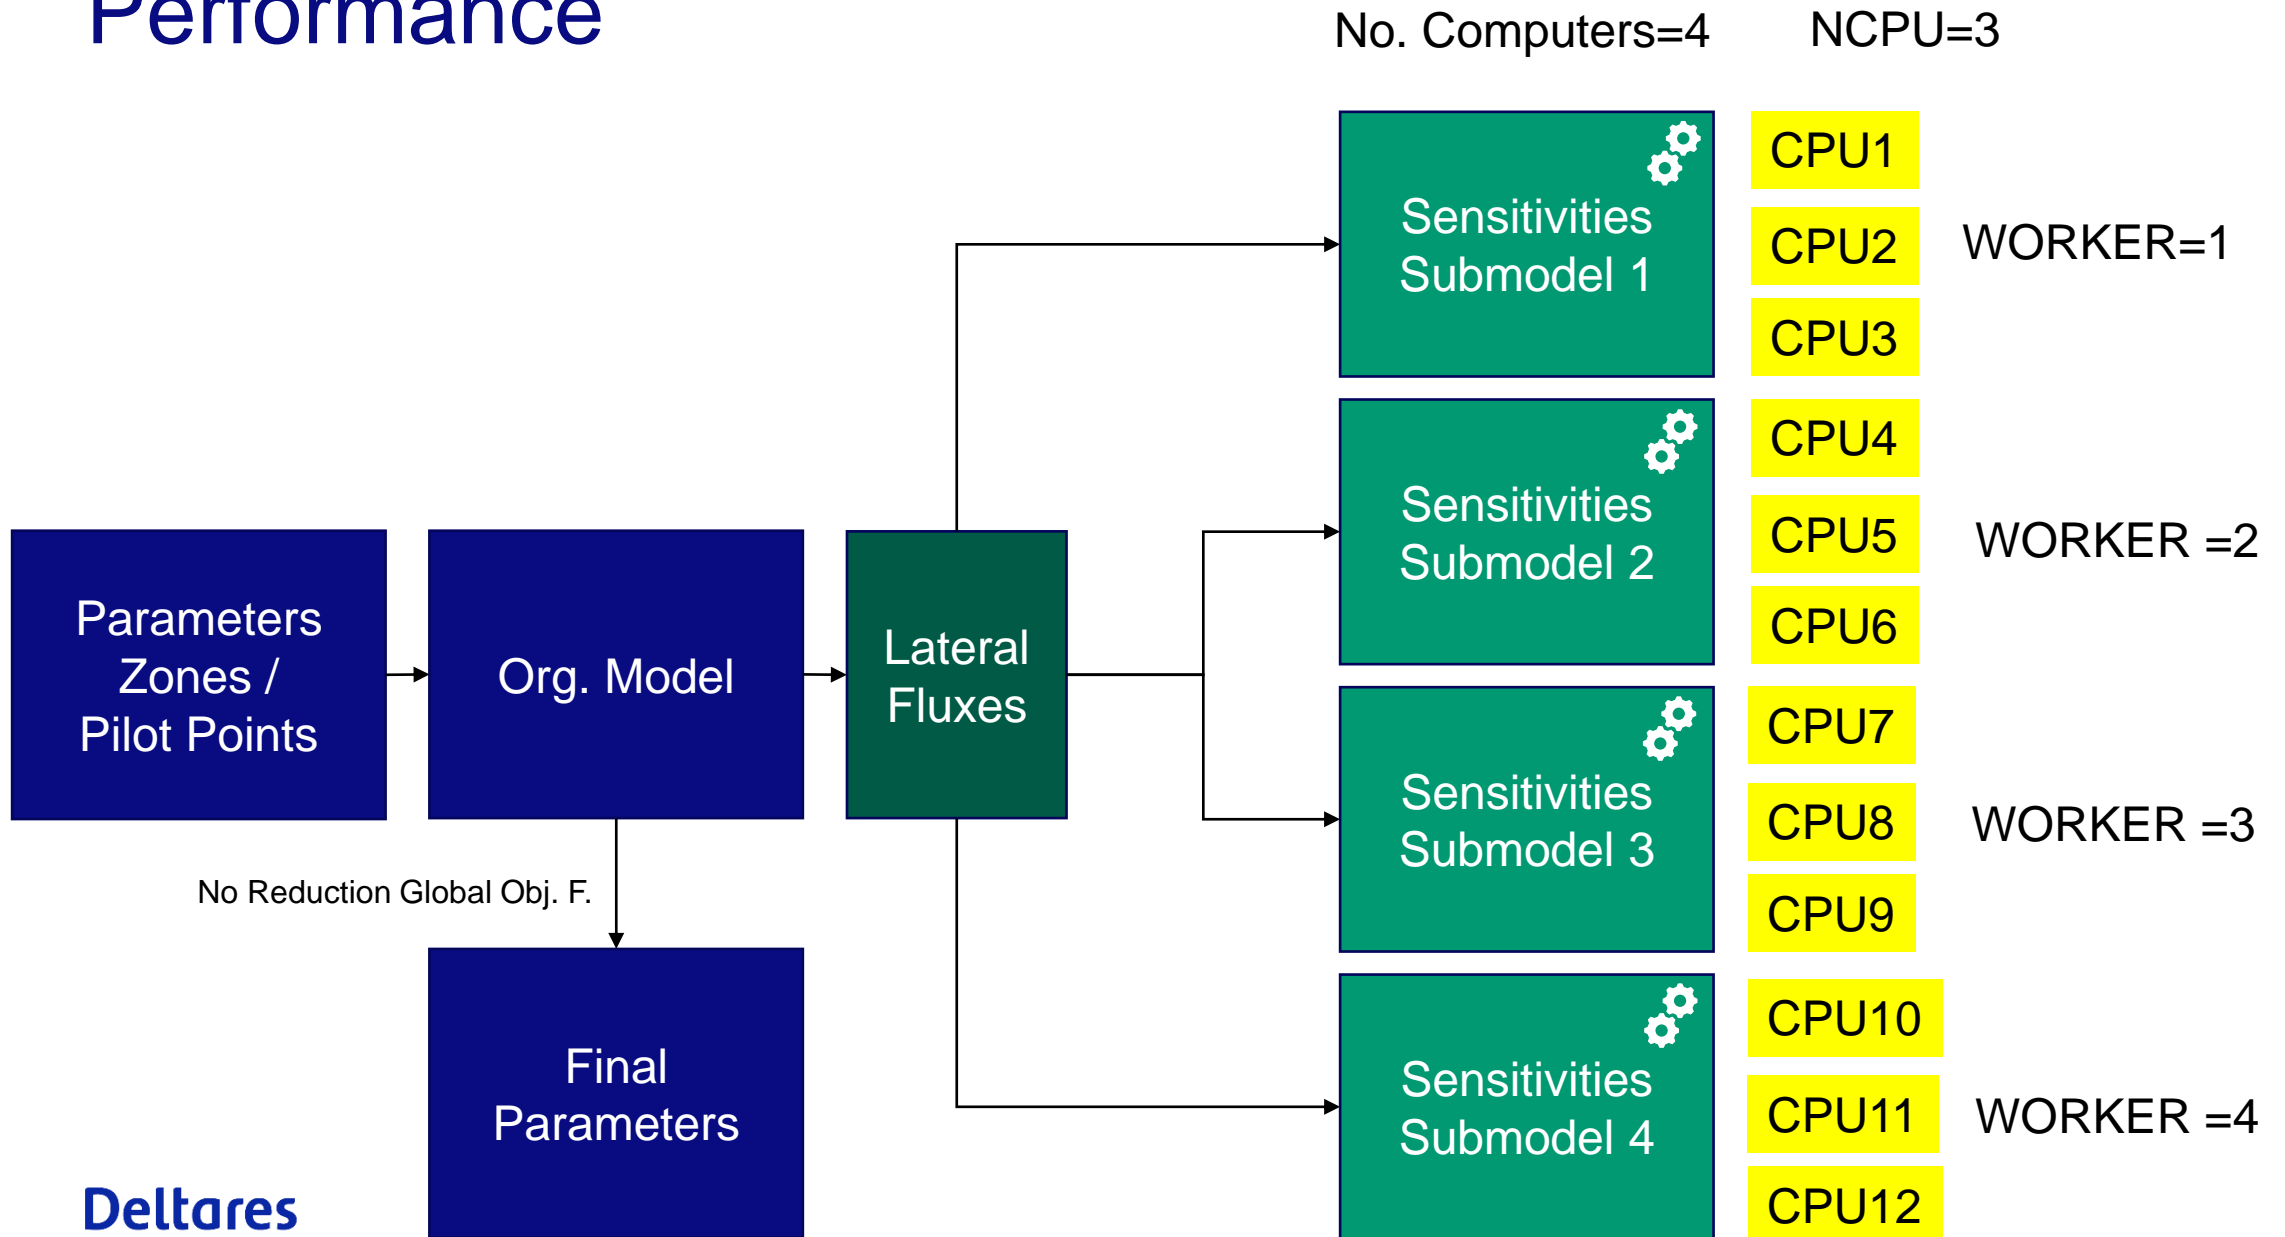 Performance
No. Computers=4
NCPU=3
Sensitivities
Submodel 1
CPU1
CPU2
CPU3
WORKER=1
Sensitivities
Submodel 2
CPU4
CPU5
CPU6
WORKER =2
Parameters
Zones /
Pilot Points
Org. Model
Lateral
Fluxes
Sensitivities
Submodel 3
CPU7
CPU8
CPU9
WORKER =3
No Reduction Global Obj. F.
Final
Parameters
Sensitivities
Submodel 4
CPU10
CPU11
CPU12
WORKER =4
Deltares